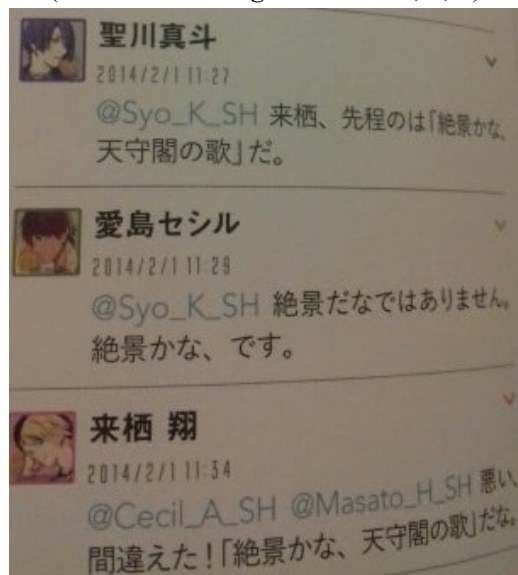 聖川真斗
2014/2/1 11:27
@Syo_K_SH 来栖、先程のは「絶景かな、
天守閣の歌」だ。
愛島セシル
2014/2/1 11:29
@Syo_K_SH 絶景だなではありません。
絶景かな、です。
来栖 翔
2014/2/1 11:34
@Cecil_A_SH @Masato_H_SH 悪い、
間違えた!「絶景かな、天守閣の歌」だな。